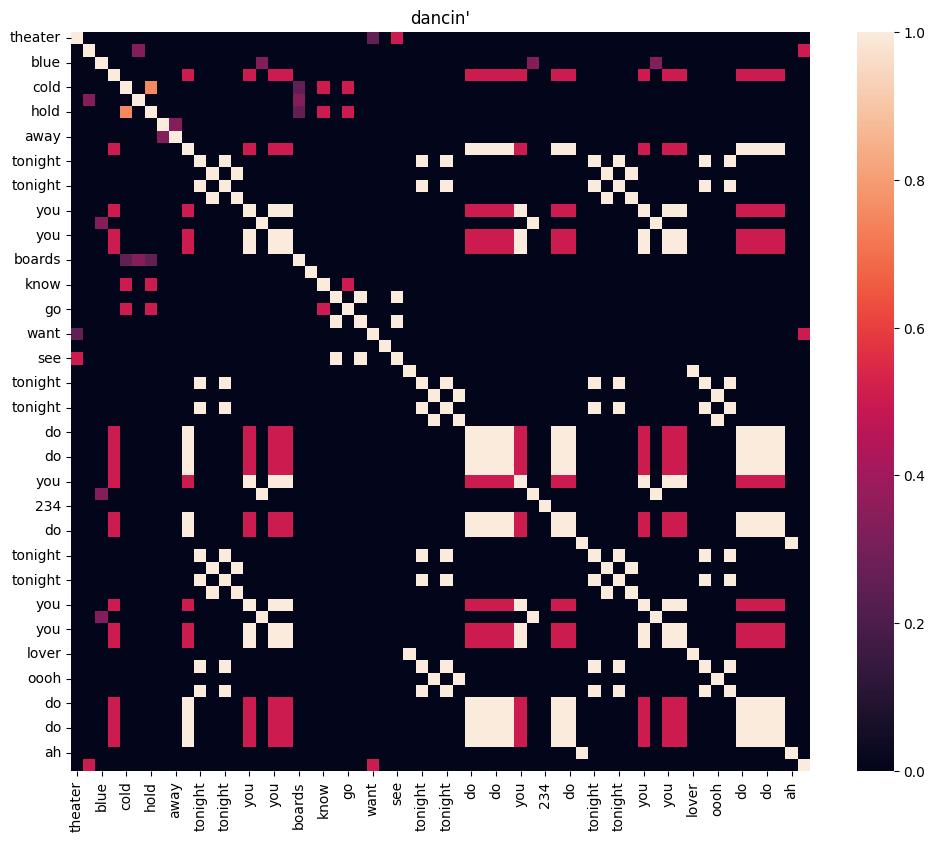 dancin'
theater
blue
cold
hold
away
tonight
tonight
you
you
boards
know
go
want
see
tonight
tonight
do
do
you
234
do
tonight
tonight
you
you
lover
oooh
do
do
ah
1.0
0.8
0.6
0.4
0.2
0.0
theater
blue
cold
hold
away
tonight
tonight
you
you
boards
know
go
want
see
tonight
tonight
do
do
you
234
do
tonight
tonight
you
you
lover
oooh
do
do
ah